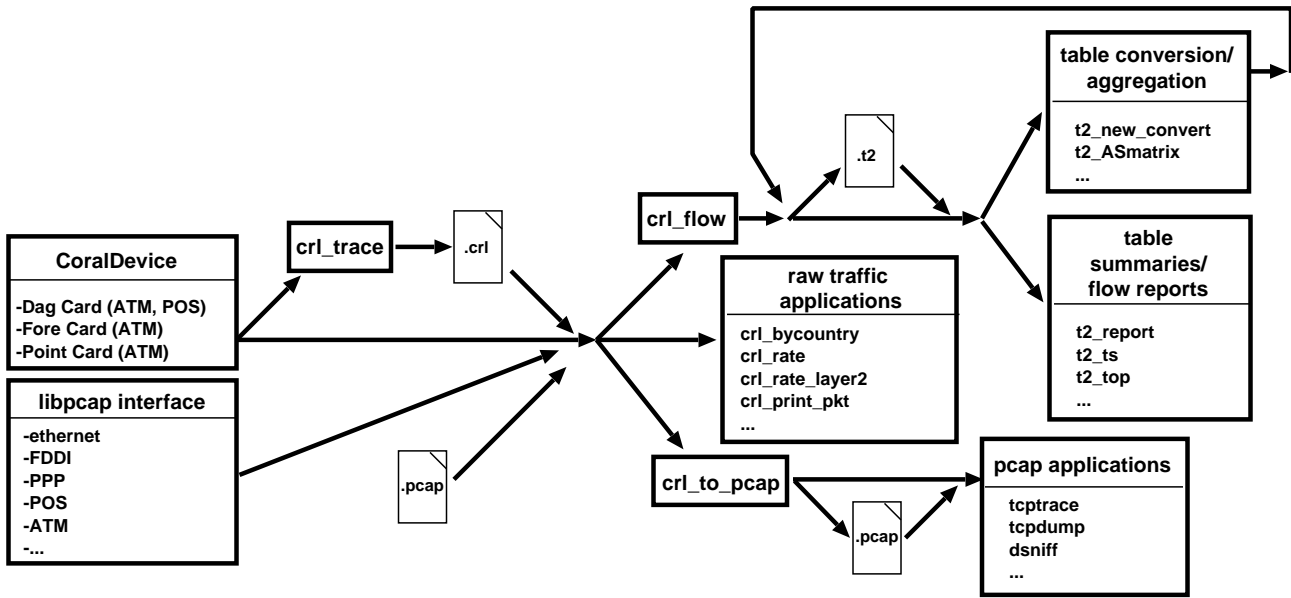 CoralDevice
-Dag Card (ATM, POS)
-Fore Card (ATM)
-Point Card (ATM)
libpcap interface
-ethernet
-FDDI
-PPP
-POS
-ATM
-...
crl_trace
.crl
.pcap
crl_flow
raw traffic
applications
crl_bycountry
crl_rate
crl_rate_layer2
crl_print_pkt
...
crl_to_pcap
.t2
.pcap
table conversion/
aggregation
t2_new_convert
t2_ASmatrix
...
table
summaries/
flow reports
t2_report
t2_ts
t2_top
...
pcap applications
tcptrace
tcpdump
dsniff
...